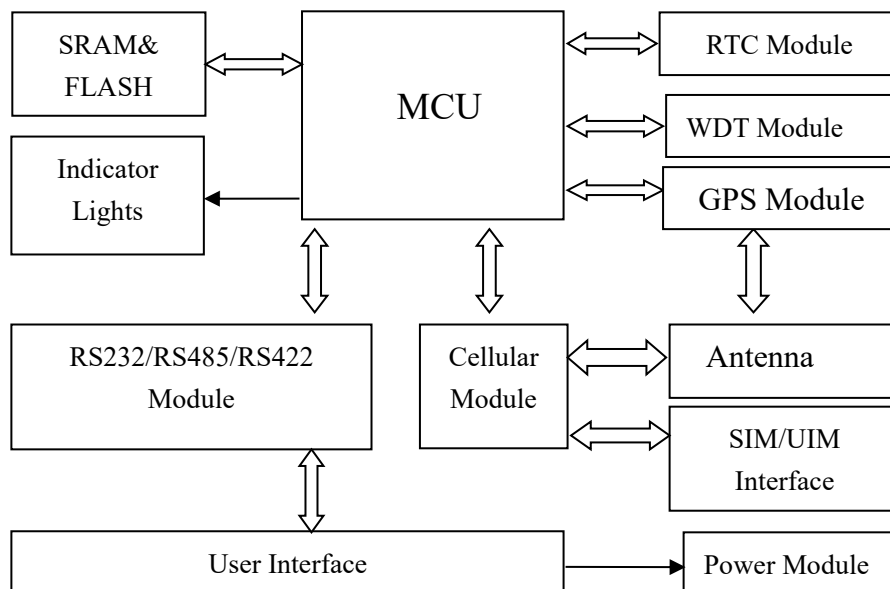 SRAM&
FLASH
MCU
RTC Module
WDT Module
Indicator
Lights
GPS Module
RS232/RS485/RS422
Module
Cellular
Module
Antenna
SIM/UIM
Interface
User Interface
Power Module